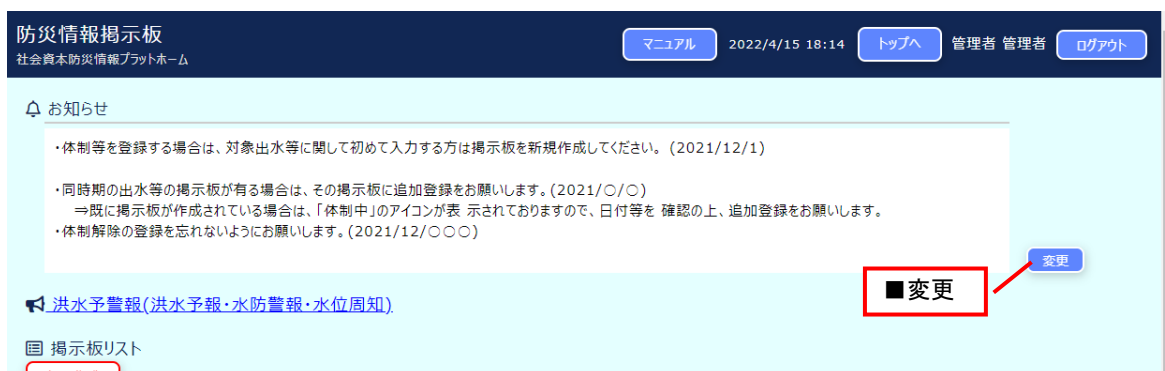 防災情報掲示板
社会資本防災情報プラットホーム
マニュアル 2022/4/15 18:14 トップへ 管理者 管理者 ログアウト
お知らせ
・体制等を登録する場合は、対象出水等に関して初めて入力する方は掲示板を新規作成してください。(2021/12/1)
・同時期の出水等の掲示板が有る場合は、その掲示板に追加登録をお願いします。(2021/〇/〇)
⇒既に掲示板が作成されている場合は、「体制中」のアイコンが表 示されておりますので、日付等を 確認の上、追加登録をお願いします。
・体制解除の登録を忘れないようにお願いします。(2021/12/〇〇〇)
変更
■変更
洪水予警報(洪水予報・水防警報・水位周知)
掲示板リスト